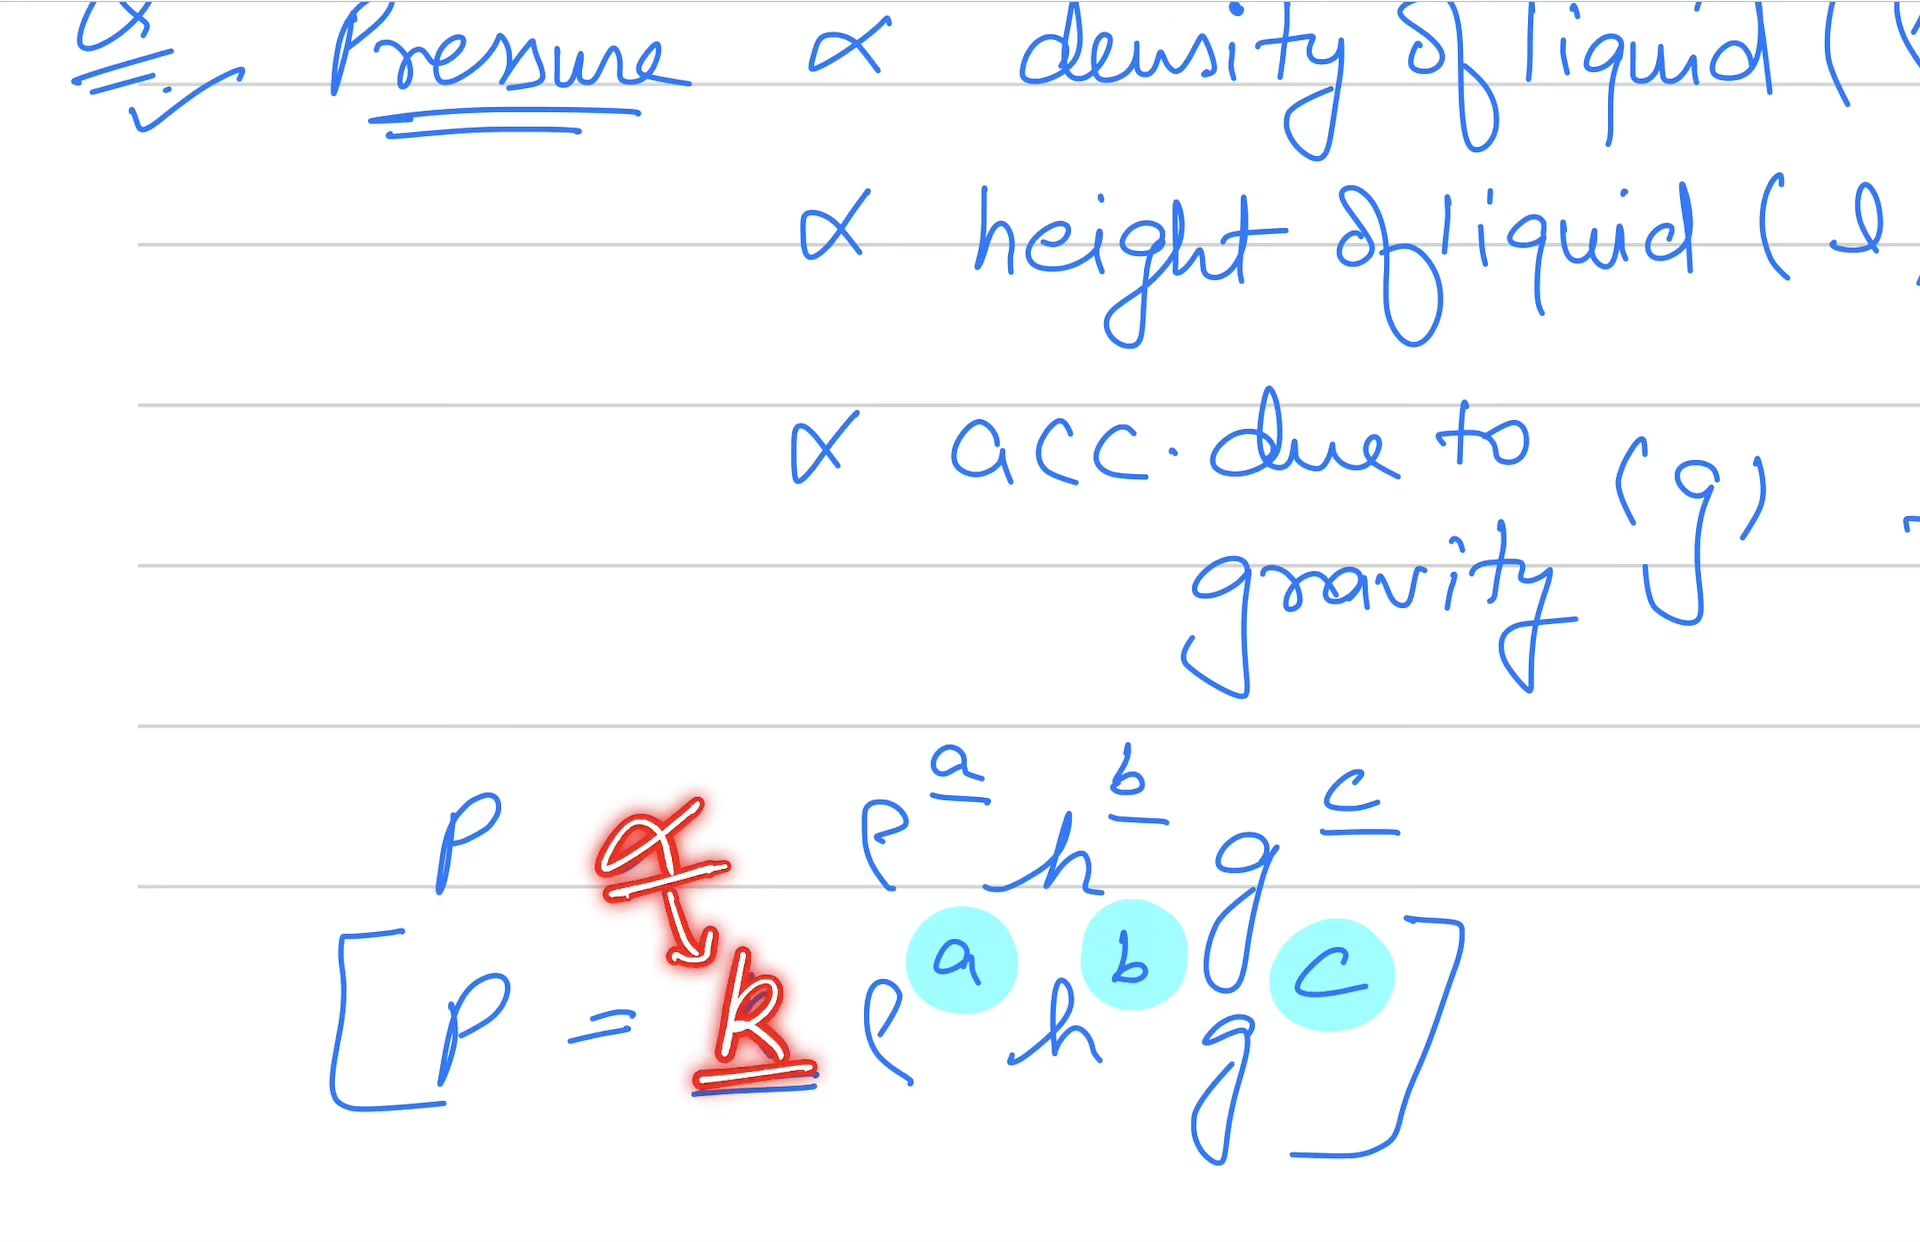 Pressure ∝ density of liquid (
∝ height of liquid (
∝ acc. due to
gravity (g)
P ∝ ρ^a h^b g^c
[P = k ρ^a h^b g^c]